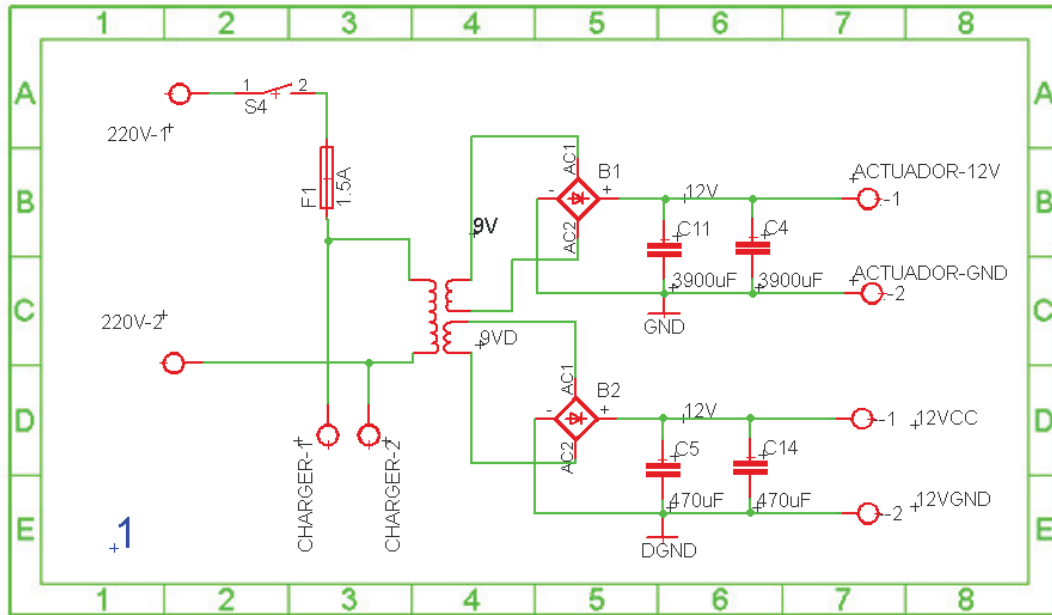 1 2 3 4 5 6 7 8
A A
1 2
S4
220V-1
B B
F1
1.5A
9V
AC1
B1
-
+
AC2
12V
ACTUADOR-12V
-1
C11
C4
3900uF
3900uF
ACTUADOR-GND
-2
C C
GND
220V-2
9VD
D D
AC1
B2
-
+
AC2
12V
-1
12VCC
C5
C14
470uF
470uF
12VGND
-2
DGND
CHARGER-1
CHARGER-2
E E
1
1 2 3 4 5 6 7 8